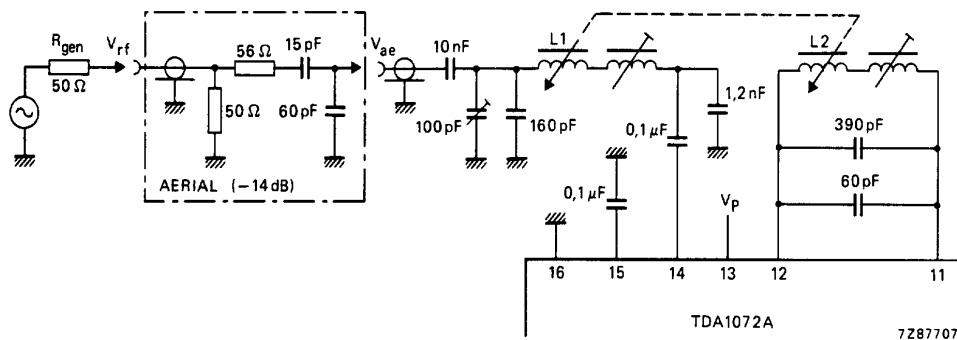 R_gen
50 Ω
V_rf
56 Ω
15 pF
50 Ω
60 pF
AERIAL (−14 dB)
V_ae
10 nF
100 pF
160 pF
L1
0,1 μF
1,2 nF
0,1 μF
V_P
L2
390 pF
60 pF
16
15
14
13
12
11
TDA1072A
7Z87707